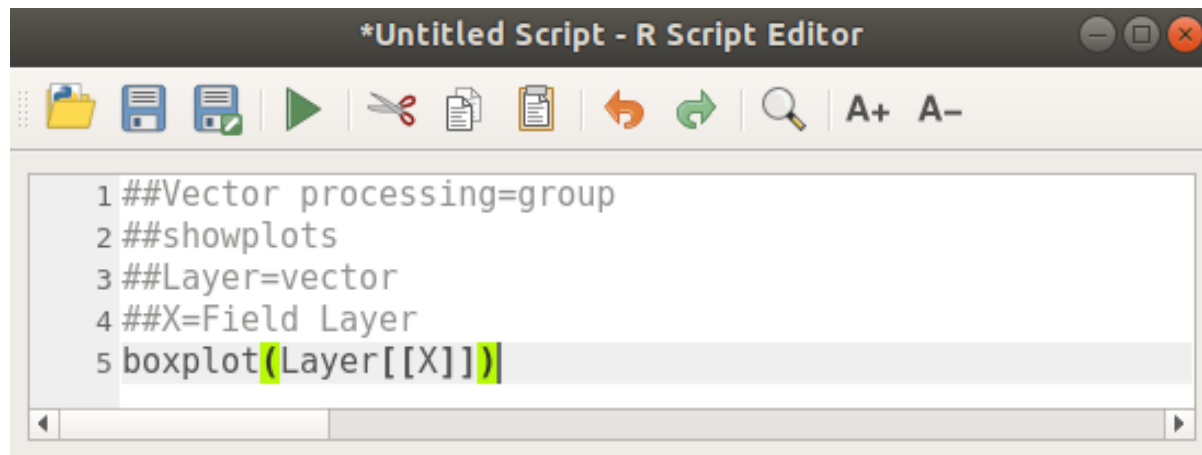 *Untitled Script - R Script Editor
A+ A-
1 ##Vector processing=group
2 ##showplots
3 ##Layer=vector
4 ##X=Field Layer
5 boxplot(Layer[[X]])